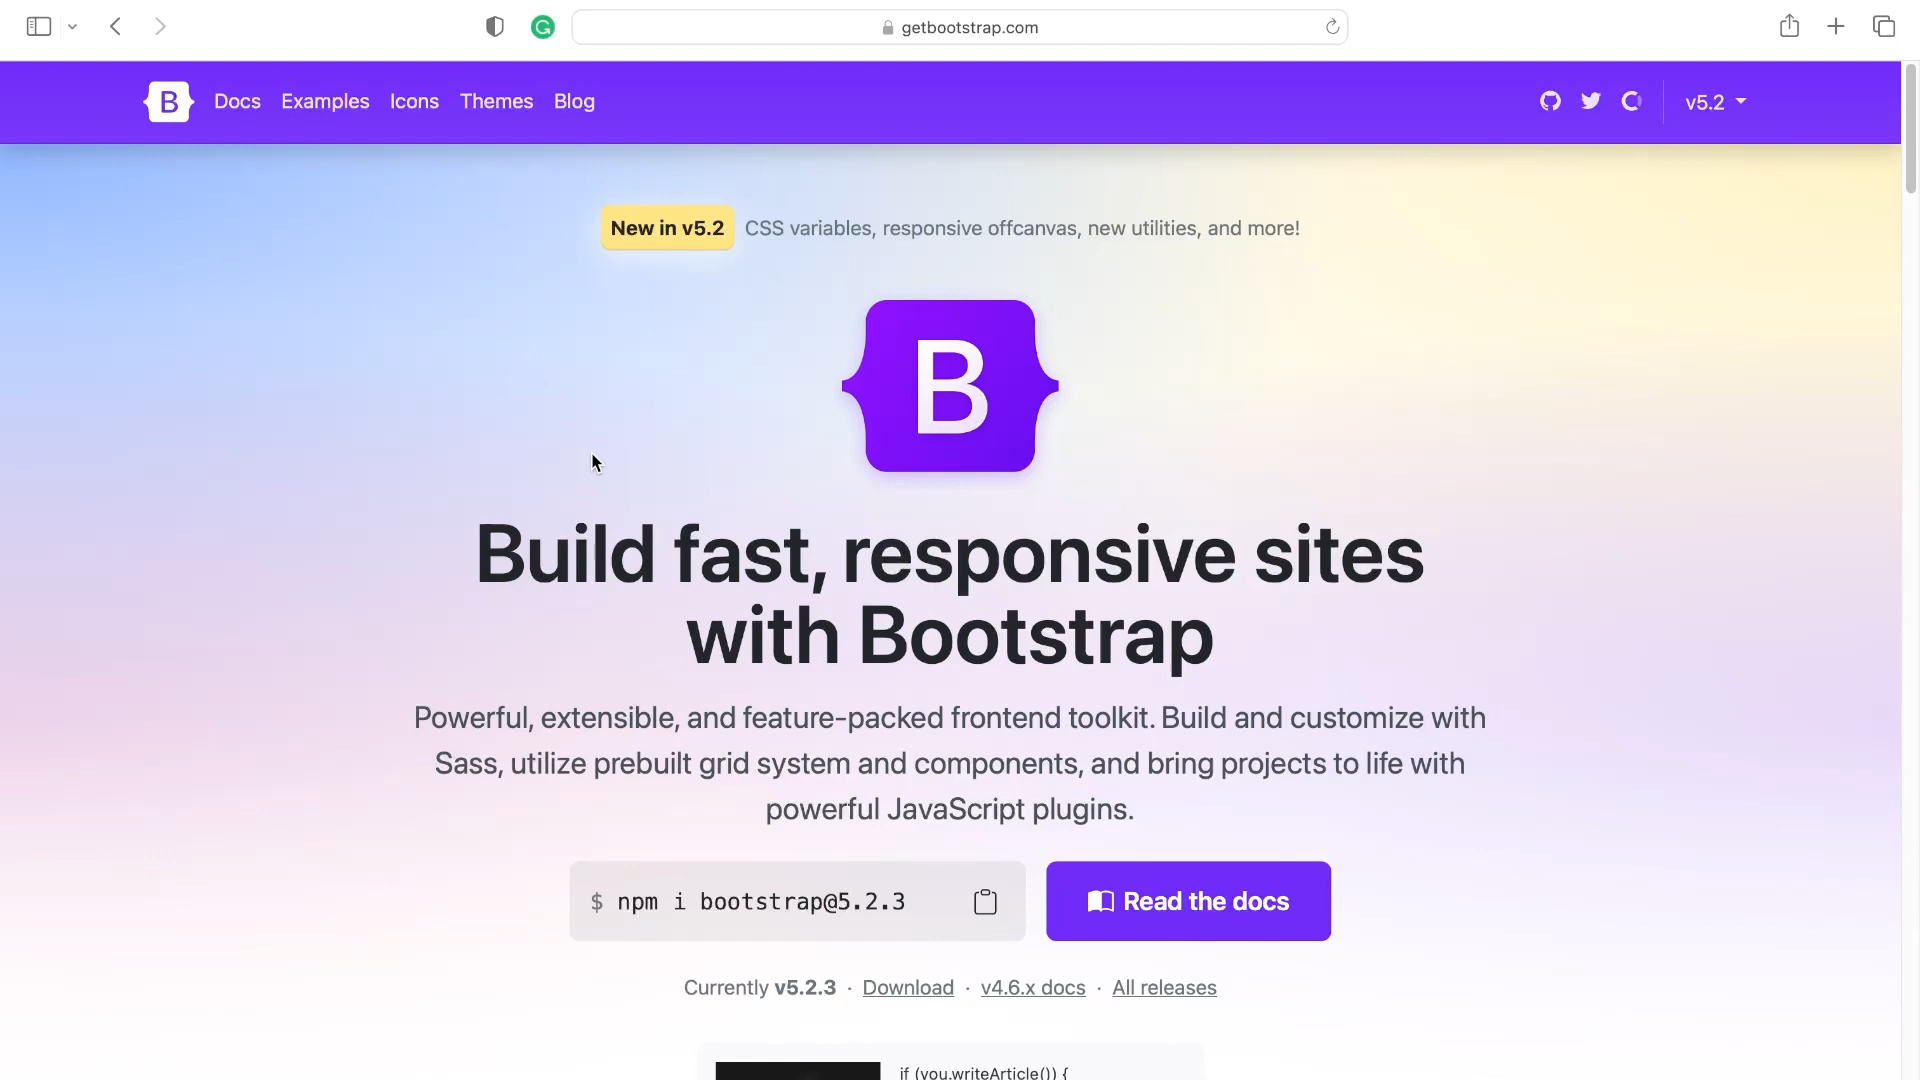 getbootstrap.com
B Docs Examples Icons Themes Blog v5.2
New in v5.2 CSS variables, responsive offcanvas, new utilities, and more!
B
Build fast, responsive sites
with Bootstrap
Powerful, extensible, and feature-packed frontend toolkit. Build and customize with
Sass, utilize prebuilt grid system and components, and bring projects to life with
powerful JavaScript plugins.
$ npm i bootstrap@5.2.3 Read the docs
Currently v5.2.3 · Download · v4.6.x docs · All releases
if (you.writeArticle()) {